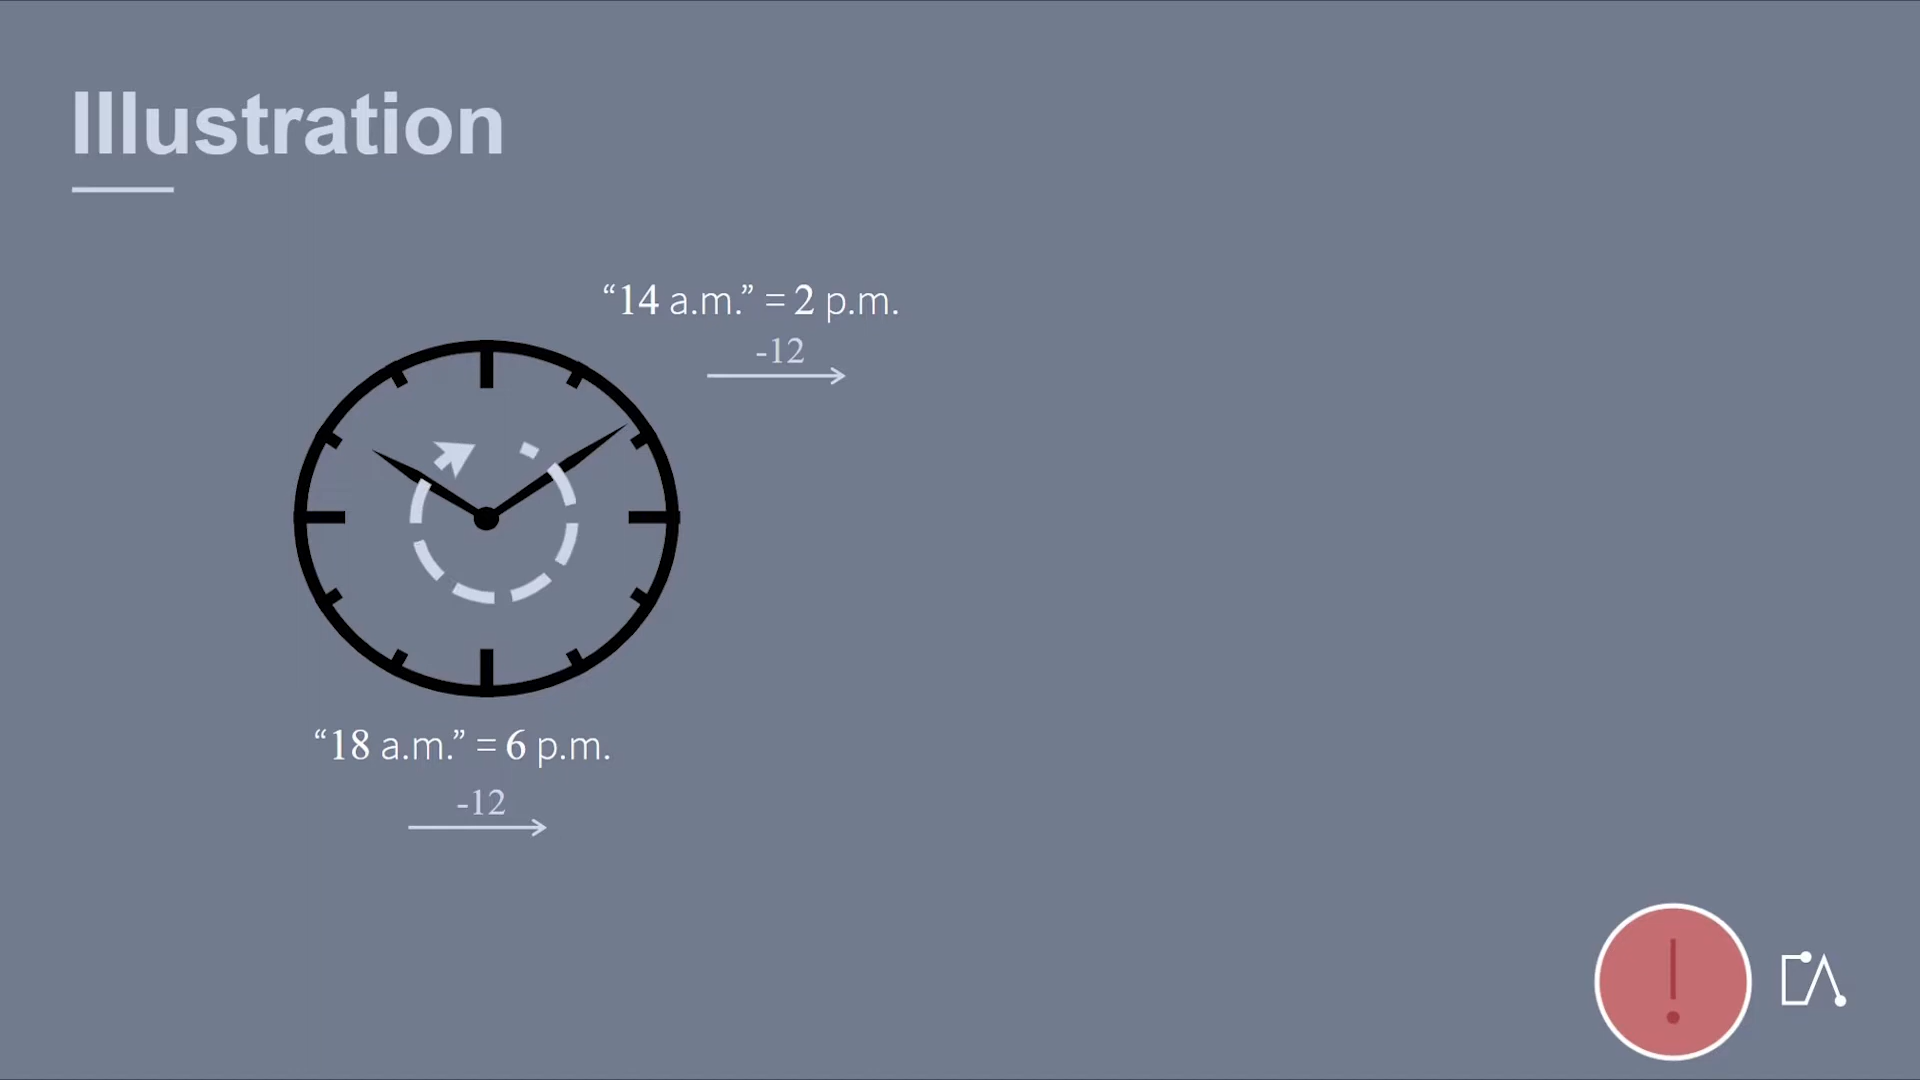 Illustration
“14 a.m.” = 2 p.m.
-12
“18 a.m.” = 6 p.m.
-12
!